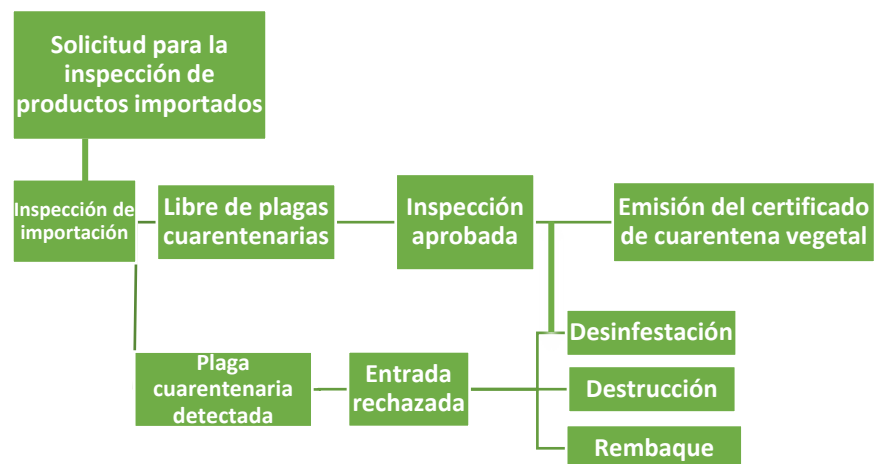 Solicitud para la
inspección de
productos importados
Inspección de
importación
Libre de plagas
cuarentenarias
Inspección
aprobada
Emisión del certificado
de cuarentena vegetal
Plaga
cuarentenaria
detectada
Entrada
rechazada
Desinfestación
Destrucción
Rembaque